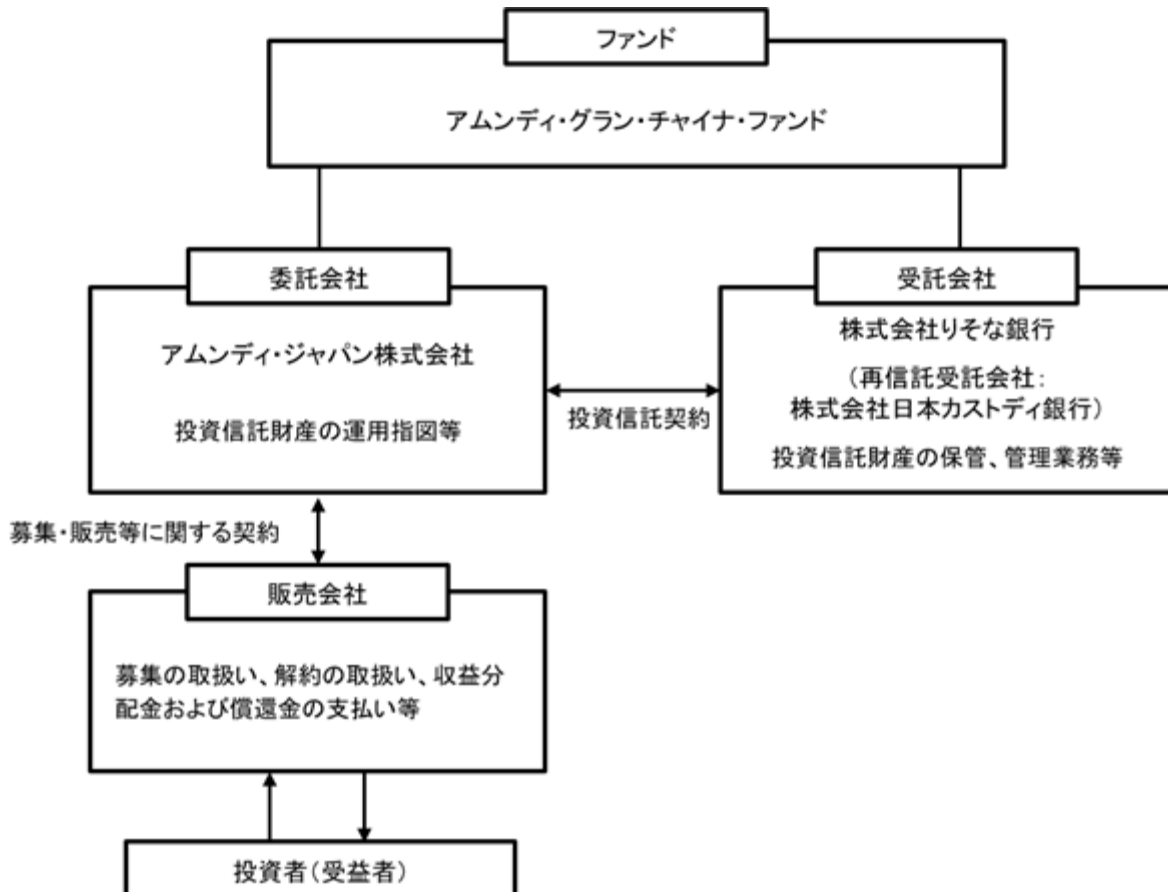 ファンド
アムンディ・グラン・チャイナ・ファンド
委託会社
アムンディ・ジャパン株式会社
投資信託財産の運用指図等
投資信託契約
受託会社
株式会社りそな銀行
（再信託受託会社：
株式会社日本カストディ銀行）
投資信託財産の保管、管理業務等
募集・販売等に関する契約
販売会社
募集の取扱い、解約の取扱い、収益分
配金および償還金の支払い等
投資者（受益者）